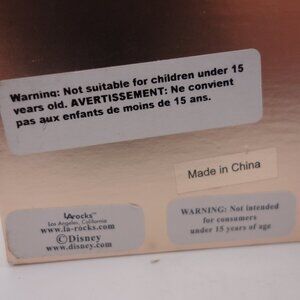 Warning: Not suitable for children under 15
years old. AVERTISSEMENT: Ne convient
pas aux enfants de moins de 15 ans.
Made in China
LArocks™
Los Angeles, California
www.la-rocks.com
©Disney
www.disney.com
WARNING: Not intended
for consumers
under 15 years of age